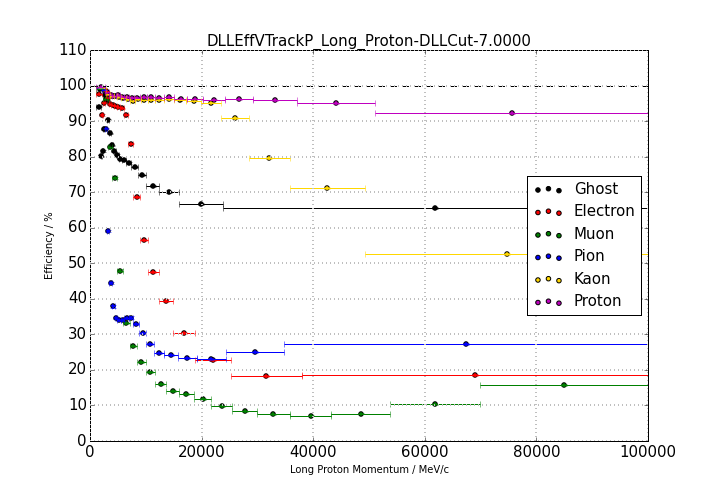 DLLEffVTrackP_Long_Proton-DLLCut-7.0000
110
100
90
80
70
60
50
40
30
20
10
0
Efficiency / %
Ghost
Electron
Muon
Pion
Kaon
Proton
0 20000 40000 60000 80000 100000
Long Proton Momentum / MeV/c